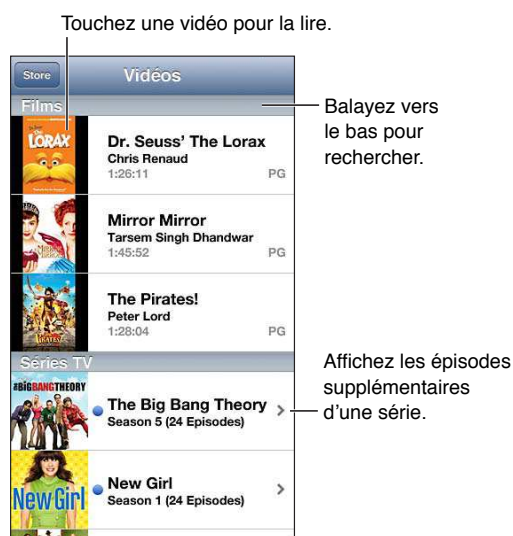 Touchez une vidéo pour la lire.
Store
Vidéos
Films
Balayez vers
le bas pour
rechercher.
LORAX
Dr. Seuss' The Lorax
Chris Renaud
1:26:11
PG
MIRROR
MIRROR
Mirror Mirror
Tarsem Singh Dhandwar
1:45:52
PG
PIRATES!
The Pirates!
Peter Lord
1:28:04
PG
Séries TV
Affichez les épisodes
supplémentaires
d'une série.
BIGBANGTHEORY
The Big Bang Theory
Season 5 (24 Episodes)
New Girl
New Girl
Season 1 (24 Episodes)